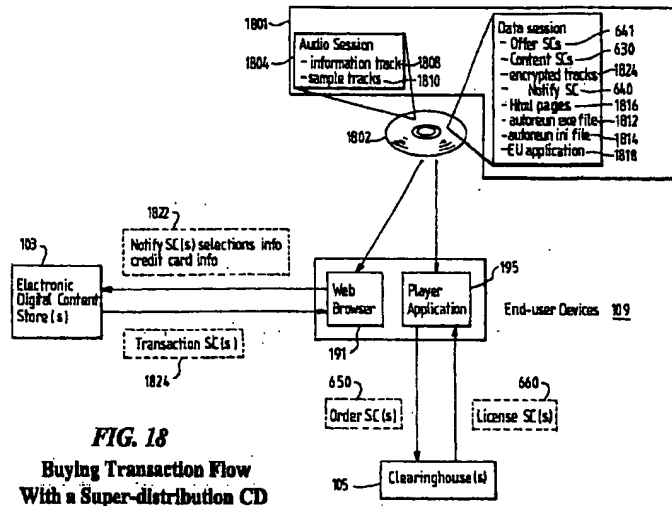 1801
1804
Audio Session
- information track 1808
- sample tracks 1810
Data session 641
- Offer SCs 630
- Content SCs
- encrypted tracks 1824
Notify SC 640
- Html pages 1816
- autoreun exe file 1812
- autoreun ini file 1814
- EU application 1818
1802
1822
Notify SC(s) selections info
credit card info
103
Electronic
Digital Content
Store(s)
Transaction SC(s)
1824
Web
Browser
191
195
Player
Application
End-user Devices 109
650
Order SC(s)
660
License SC(s)
105
Clearinghouse(s)
FIG. 18
Buying Transaction Flow
With a Super-distribution CD